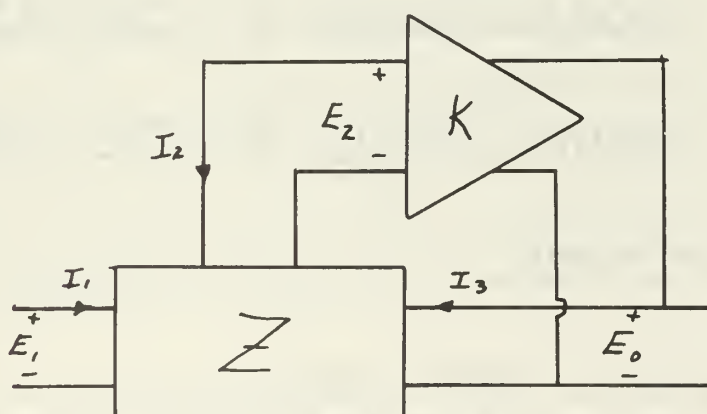 +
K
E₂
I₂
-
I₁
I₃
+
+
E₁
Z
E₀
-
-